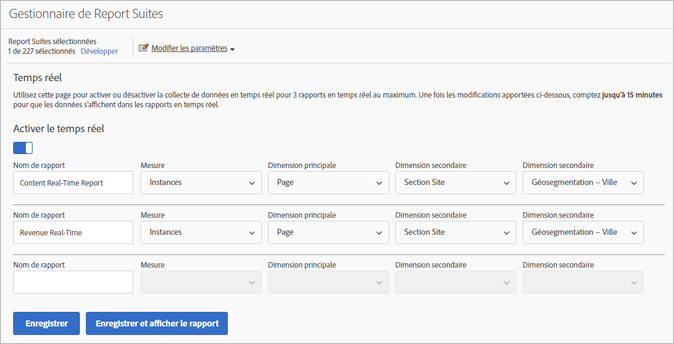 Gestionnaire de Report Suites
Report Suites sélectionnées
1 de 227 sélectionnés Développer
Modifier les paramètres
Temps réel
Utilisez cette page pour activer ou désactiver la collecte de données en temps réel pour 3 rapports en temps réel au maximum. Une fois les modifications apportées ci-dessous, comptez jusqu'à 15 minutes
pour que les données s'affichent dans les rapports en temps réel.
Activer le temps réel
Nom de rapport Mesure Dimension principale Dimension secondaire Dimension secondaire
Content Real-Time Report Instances Page Section Site Géosegmentation – Ville
Nom de rapport Mesure Dimension principale Dimension secondaire Dimension secondaire
Revenue Real-Time Instances Page Section Site Géosegmentation – Ville
Nom de rapport Mesure Dimension principale Dimension secondaire Dimension secondaire
Enregistrer Enregistrer et afficher le rapport